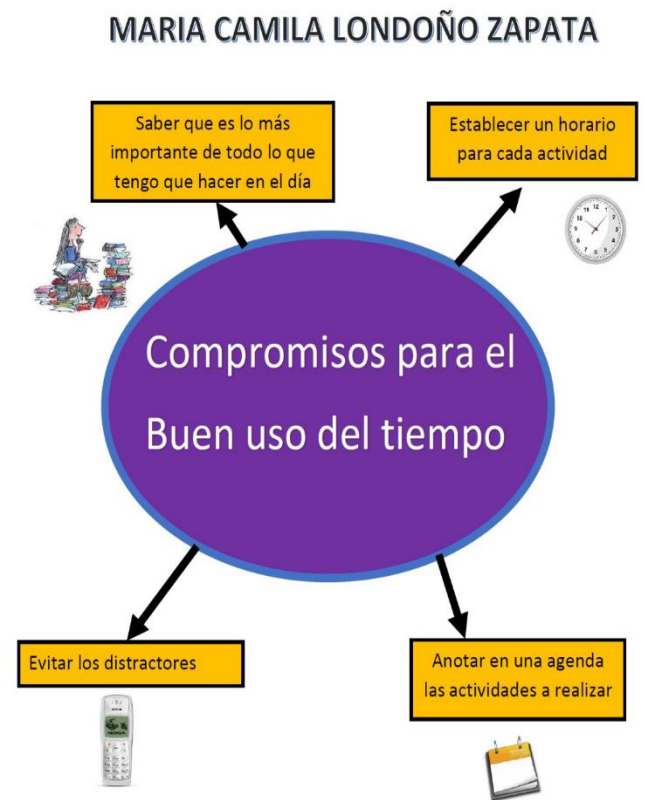 MARIA CAMILA LONDOÑO ZAPATA
Saber que es lo más
importante de todo lo que
tengo que hacer en el día
Establecer un horario
para cada actividad
Compromisos para el
Buen uso del tiempo
Evitar los distractores
Anotar en una agenda
las actividades a realizar